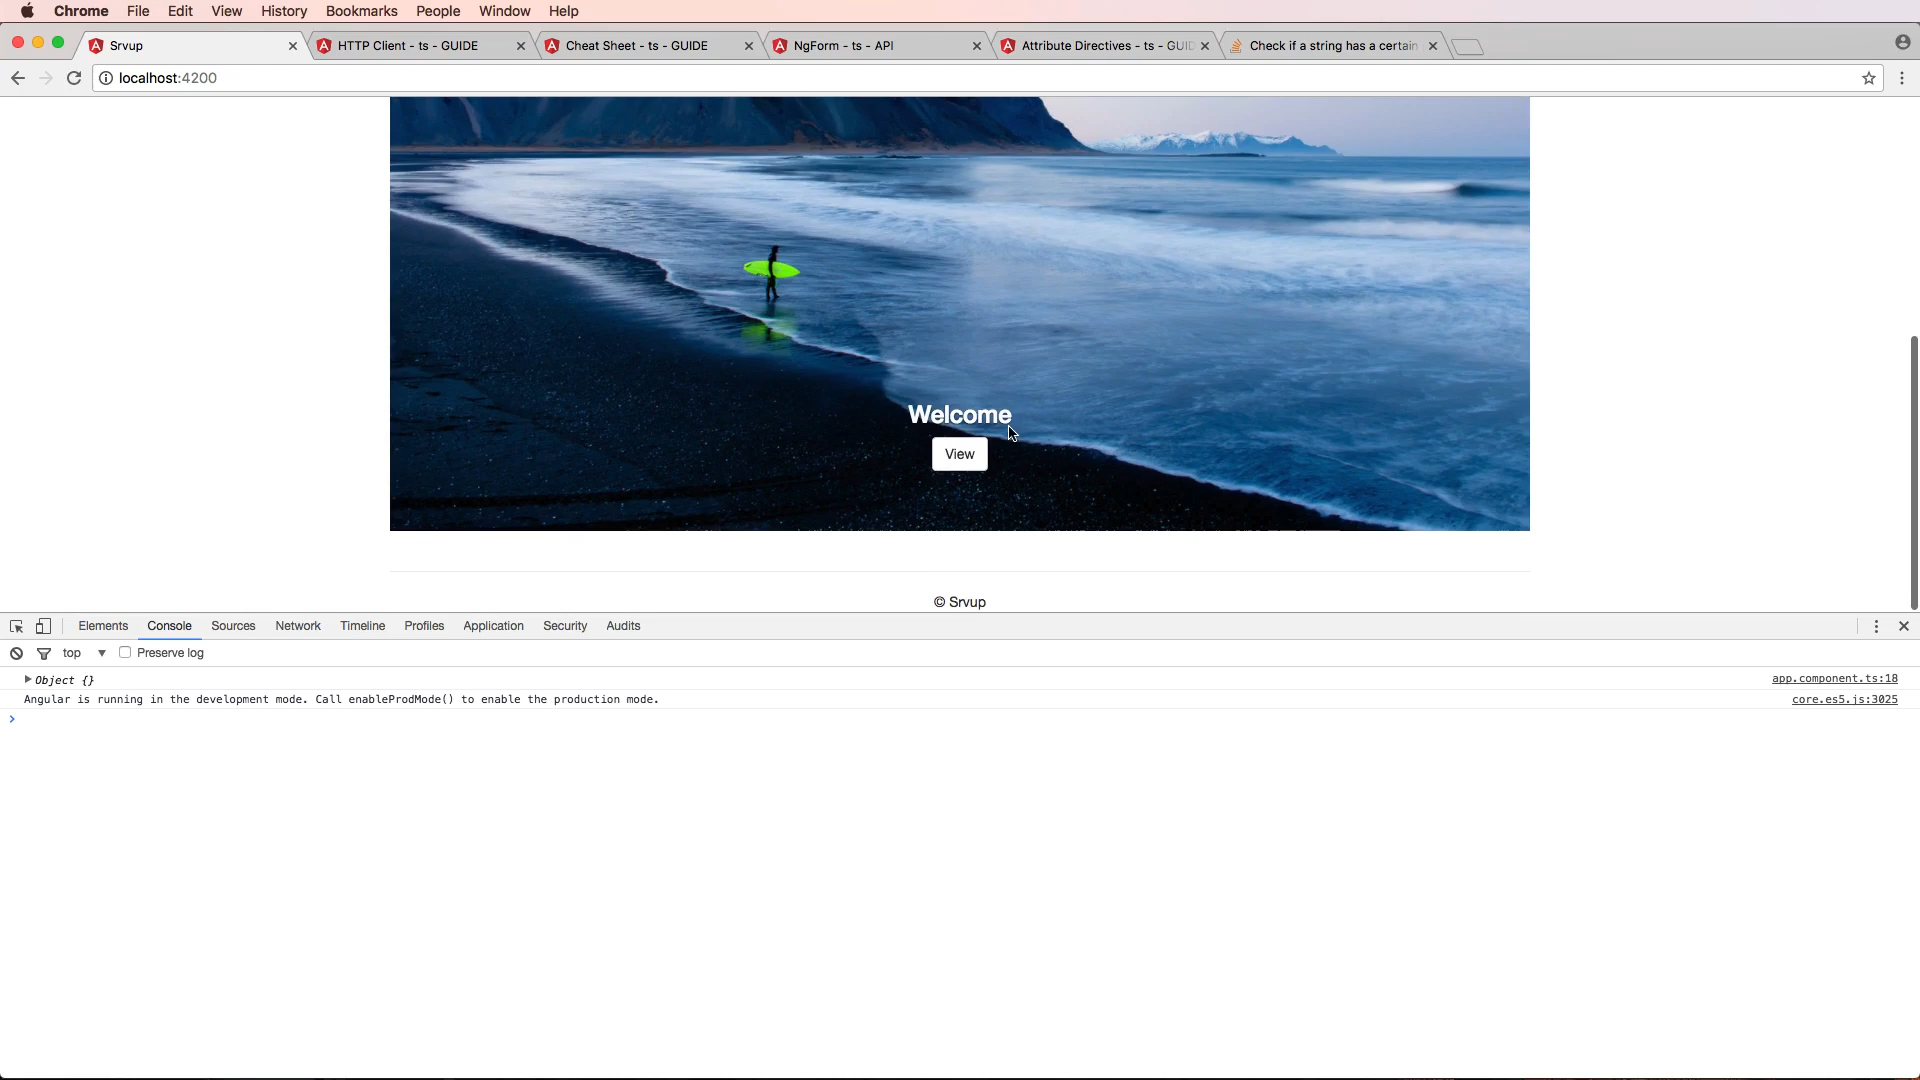 Chrome File Edit View History Bookmarks People Window Help
Srvup HTTP Client - ts - GUIDE Cheat Sheet - ts - GUIDE NgForm - ts - API Attribute Directives - ts - GUID Check if a string has a certain
localhost:4200
Welcome
View
© Srvup
Elements Console Sources Network Timeline Profiles Application Security Audits
top Preserve log
Object {} app.component.ts:18
Angular is running in the development mode. Call enableProdMode() to enable the production mode. core.es5.js:3025